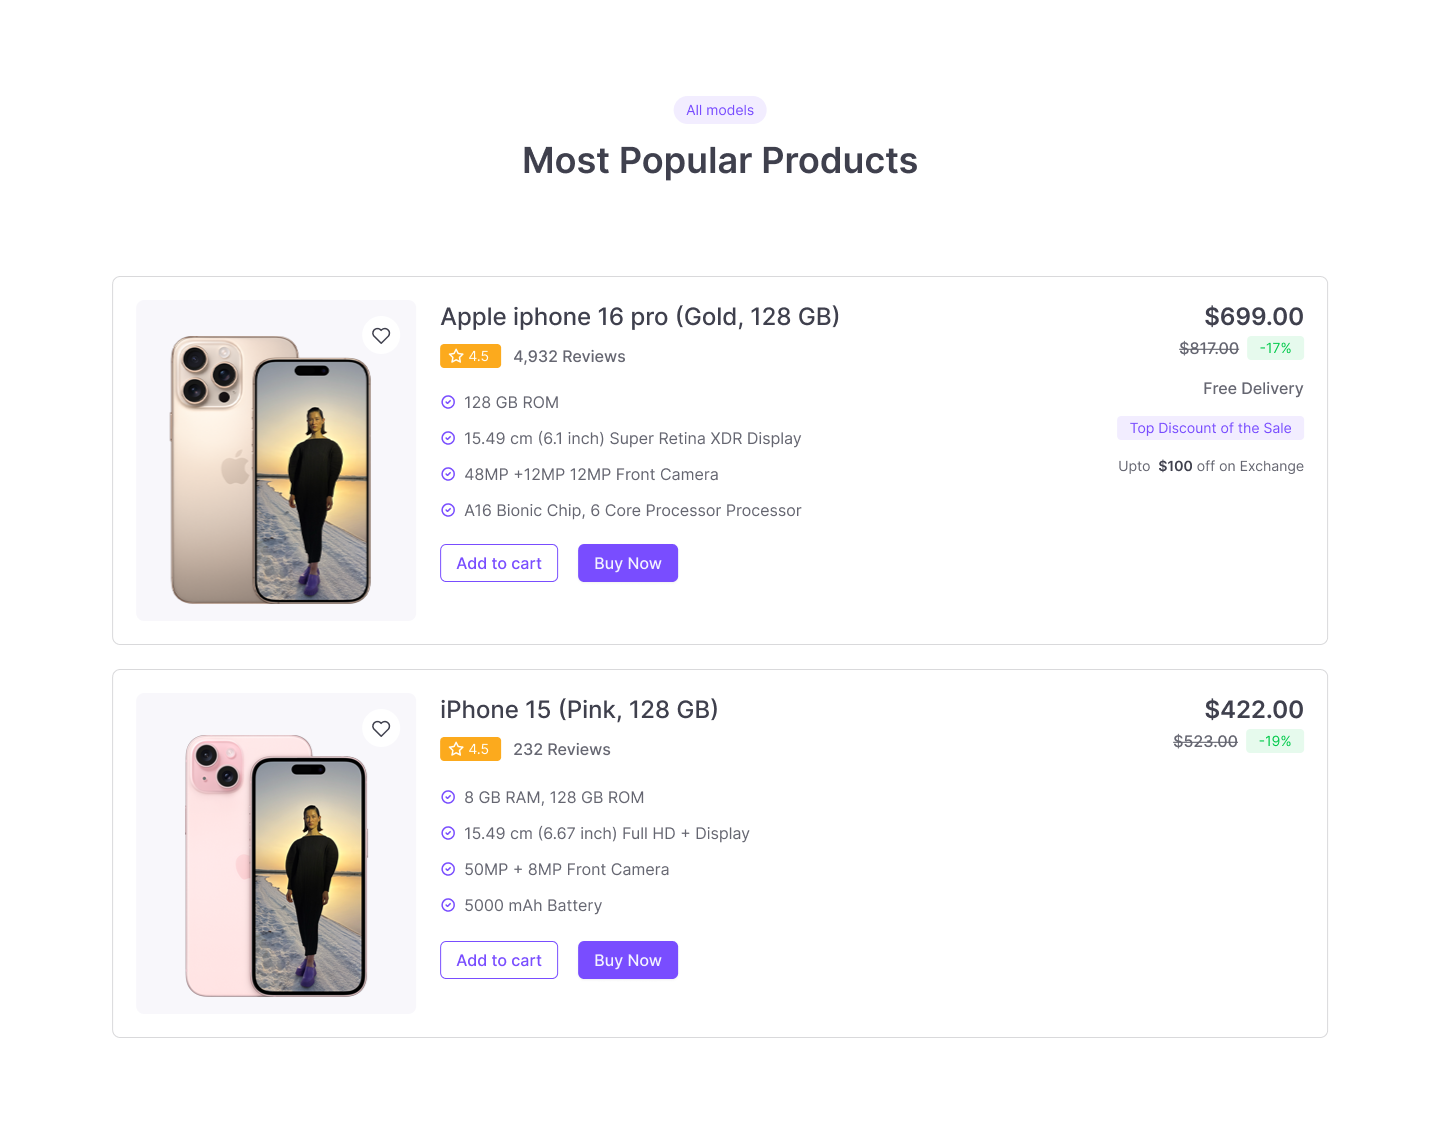 All models
Most Popular Products
Apple iphone 16 pro (Gold, 128 GB)
4.5 4,932 Reviews
128 GB ROM
15.49 cm (6.1 inch) Super Retina XDR Display
48MP +12MP 12MP Front Camera
A16 Bionic Chip, 6 Core Processor Processor
Add to cart Buy Now
$699.00
$817.00 -17%
Free Delivery
Top Discount of the Sale
Upto $100 off on Exchange
iPhone 15 (Pink, 128 GB)
4.5 232 Reviews
8 GB RAM, 128 GB ROM
15.49 cm (6.67 inch) Full HD + Display
50MP + 8MP Front Camera
5000 mAh Battery
Add to cart Buy Now
$422.00
$523.00 -19%